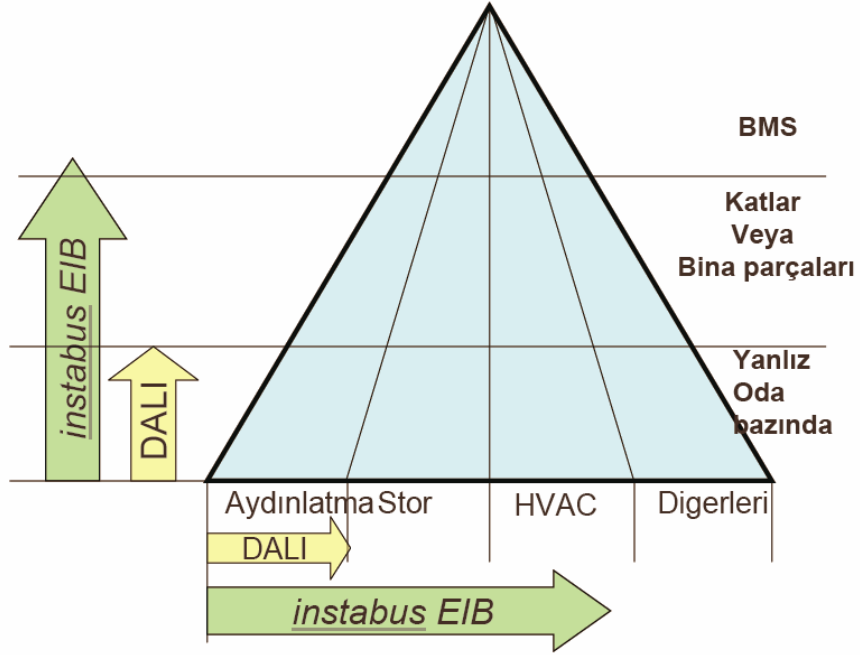 BMS
Katlar
Veya
Bina parçaları
instabus EIB
DALI
Yanlız
Oda
bazında
Aydınlatma Stor HVAC Digerleri
DALI
instabus EIB